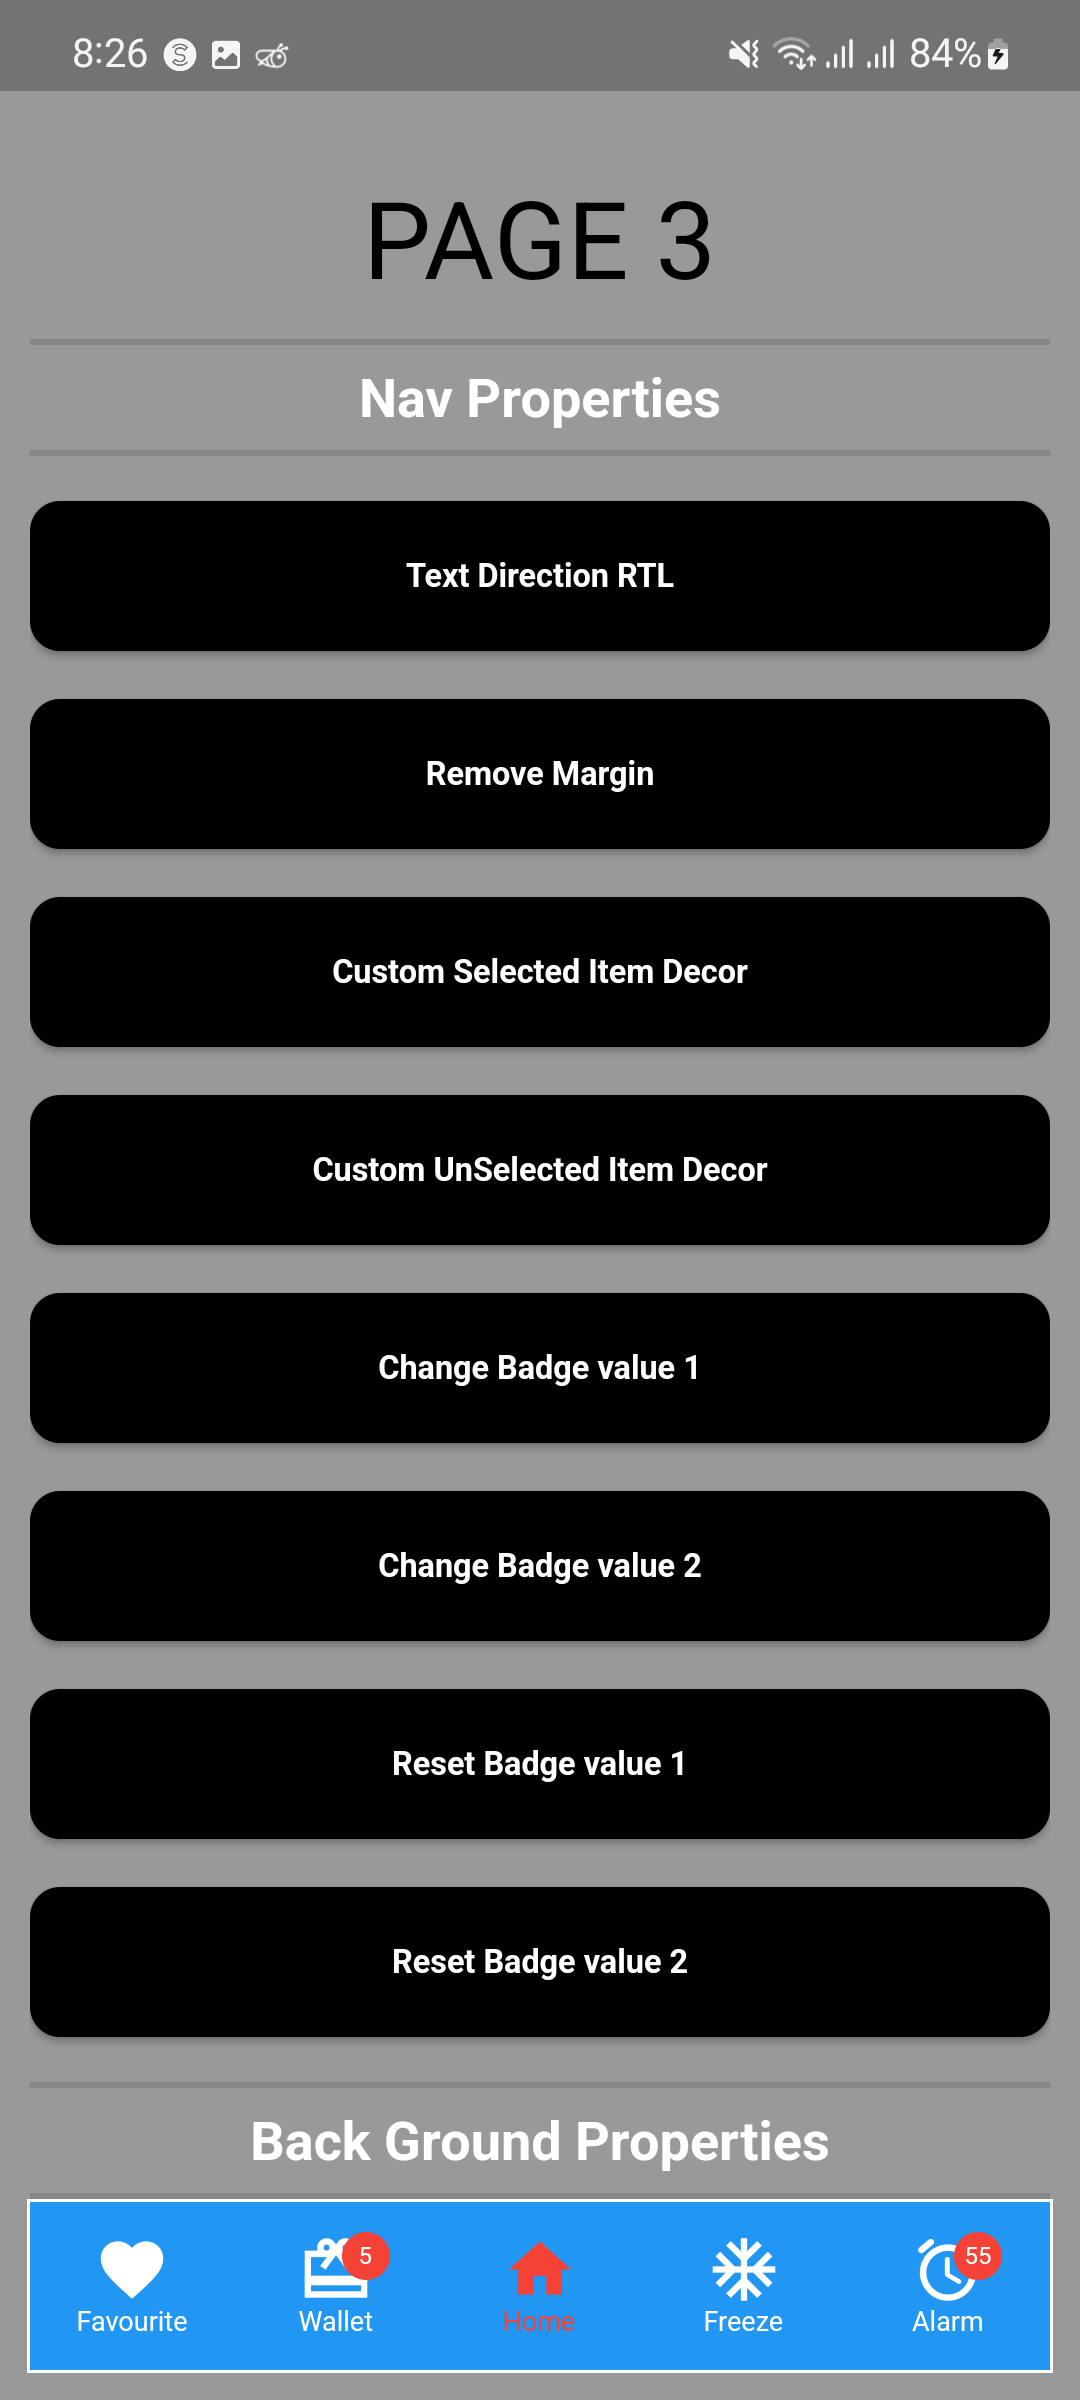 8:26 84%
PAGE 3
Nav Properties
Text Direction RTL
Remove Margin
Custom Selected Item Decor
Custom UnSelected Item Decor
Change Badge value 1
Change Badge value 2
Reset Badge value 1
Reset Badge value 2
Back Ground Properties
5 55
Favourite Wallet Home Freeze Alarm